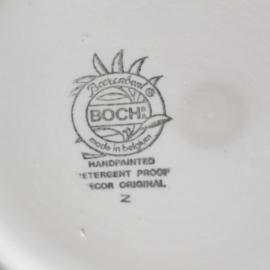 Boerenbont
BOCH
made in belgium
HANDPAINTED
DETERGENT PROOF
DECOR ORIGINAL
Z